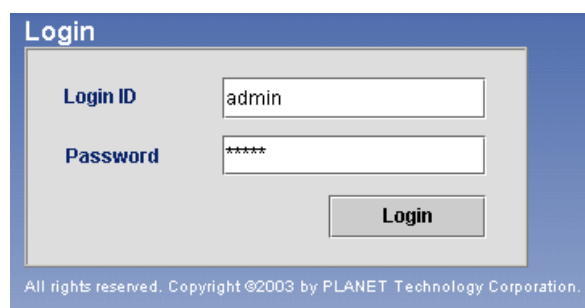 Login
Login ID
admin
Password
*****
Login
All rights reserved. Copyright ©2003 by PLANET Technology Corporation.